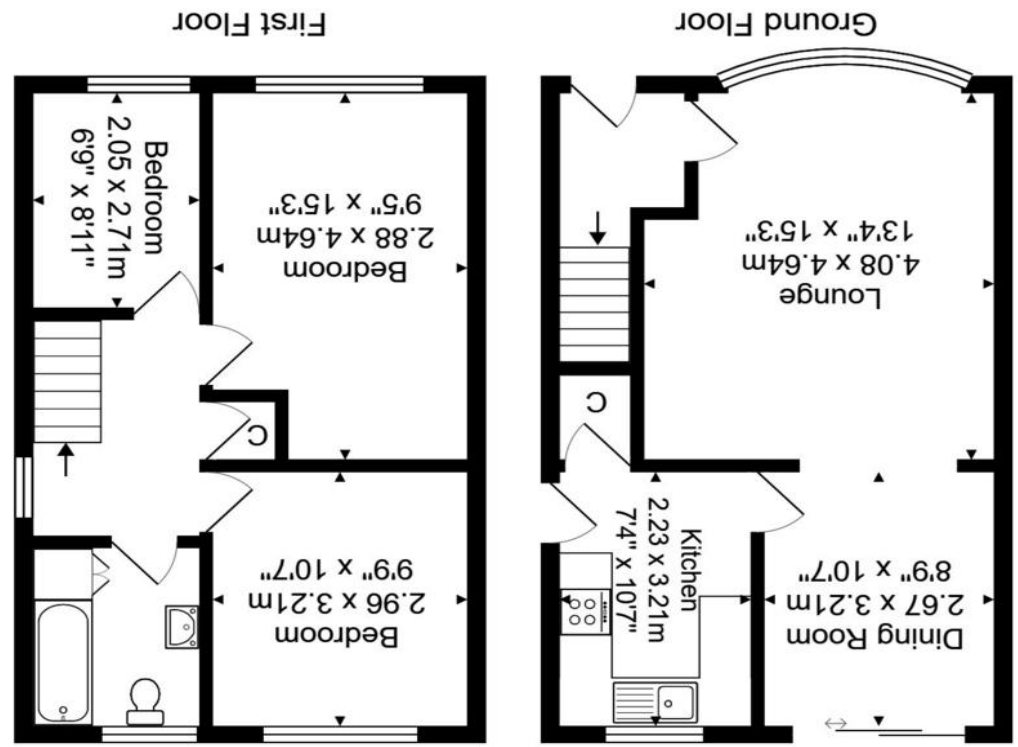 Ground Floor
Dining Room
2.67 x 3.21m
8'9" x 10'7"
Kitchen
2.23 x 3.21m
7'4" x 10'7"
C
Lounge
4.08 x 4.64m
13'4" x 15'3"
First Floor
Bedroom
2.96 x 3.21m
9'9" x 10'7"
C
Bedroom
2.88 x 4.64m
9'5" x 15'3"
Bedroom
2.05 x 2.71m
6'9" x 8'11"